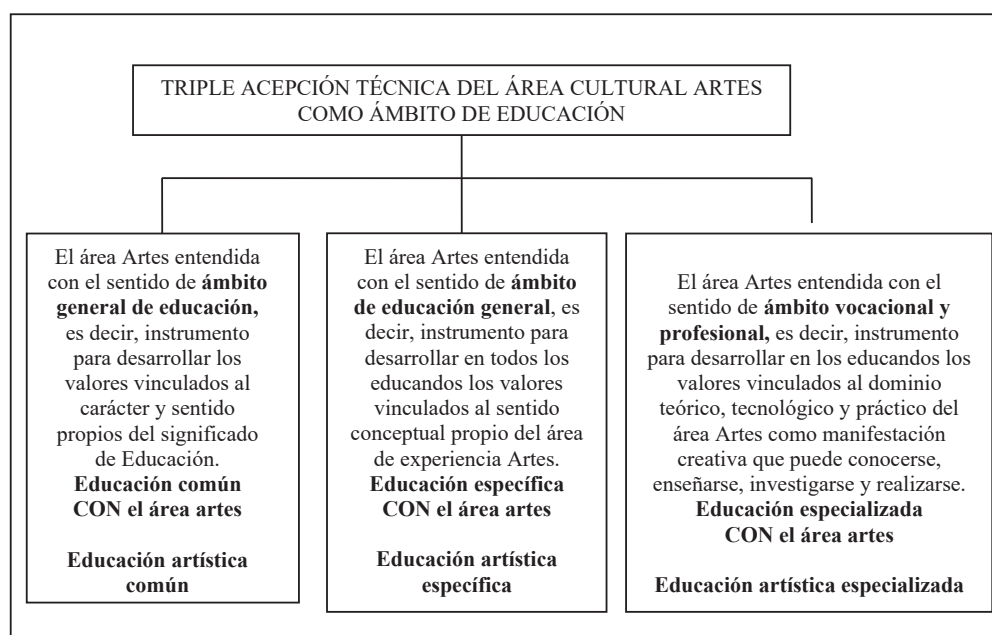 TRIPLE ACEPCIÓN TÉCNICA DEL ÁREA CULTURAL ARTES
COMO ÁMBITO DE EDUCACIÓN
El área Artes entendida
con el sentido de ámbito
general de educación,
es decir, instrumento
para desarrollar los
valores vinculados al
carácter y sentido
propios del significado
de Educación.
Educación común
CON el área artes
Educación artística
común
El área Artes entendida
con el sentido de ámbito
de educación general, es
decir, instrumento para
desarrollar en todos los
educandos los valores
vinculados al sentido
conceptual propio del área
de experiencia Artes.
Educación específica
CON el área artes
Educación artística
específica
El área Artes entendida con el
sentido de ámbito vocacional y
profesional, es decir, instrumento
para desarrollar en los educandos los
valores vinculados al dominio
teórico, tecnológico y práctico del
área Artes como manifestación
creativa que puede conocerse,
enseñarse, investigarse y realizarse.
Educación especializada
CON el área artes
Educación artística especializada